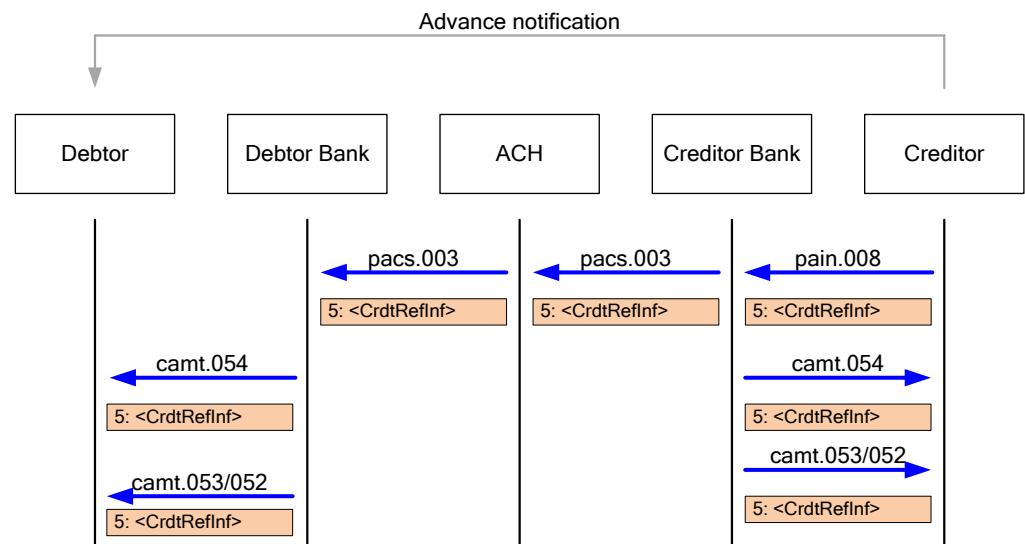 Advance notification
Debtor
Debtor Bank
ACH
Creditor Bank
Creditor
pacs.003
pacs.003
pain.008
5: <CrdtRefInf>
5: <CrdtRefInf>
5: <CrdtRefInf>
camt.054
camt.054
5: <CrdtRefInf>
5: <CrdtRefInf>
camt.053/052
camt.053/052
5: <CrdtRefInf>
5: <CrdtRefInf>